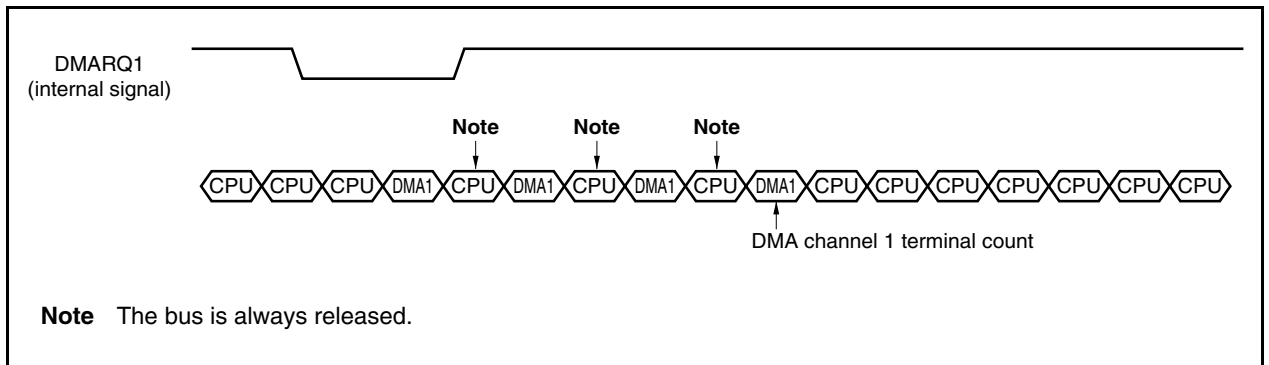 DMARQ1
(internal signal)
Note Note Note
CPU CPU CPU DMA1 CPU DMA1 CPU DMA1 CPU DMA1 CPU CPU CPU CPU CPU CPU CPU
DMA channel 1 terminal count
Note The bus is always released.